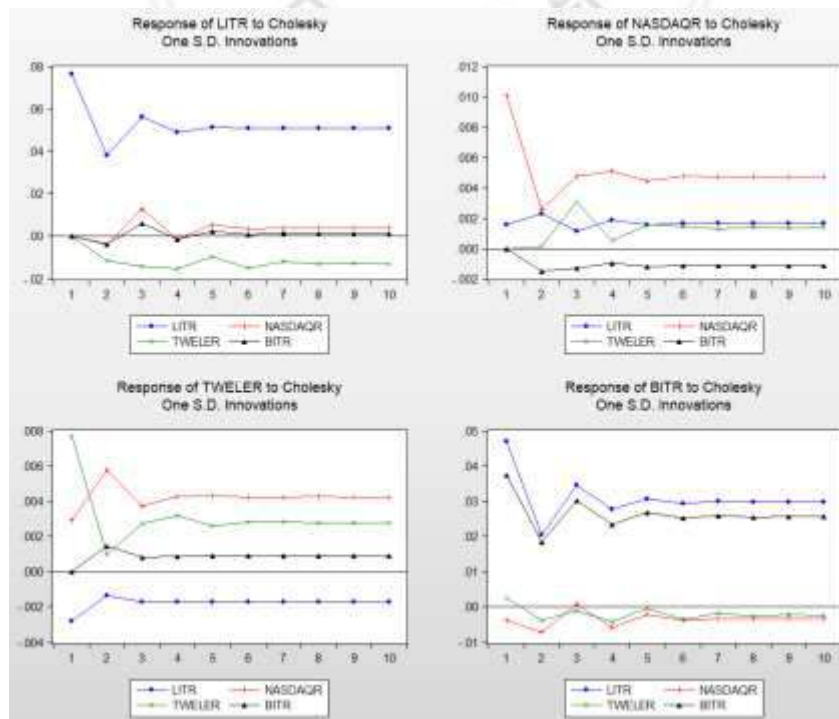 Response of LITR to Cholesky
One S.D. Innovations
.08
.06
.04
.02
.00
-.02
1 2 3 4 5 6 7 8 9 10
LITR NASDAQR
TWELER BITR
Response of NASDAQR to Cholesky
One S.D. Innovations
.012
.010
.008
.006
.004
.002
.000
-.002
1 2 3 4 5 6 7 8 9 10
LITR NASDAQR
TWELER BITR
Response of TWELER to Cholesky
One S.D. Innovations
.008
.006
.004
.002
.000
-.002
-.004
1 2 3 4 5 6 7 8 9 10
LITR NASDAQR
TWELER BITR
Response of BITR to Cholesky
One S.D. Innovations
.05
.04
.03
.02
.01
.00
-.01
1 2 3 4 5 6 7 8 9 10
LITR NASDAQR
TWELER BITR